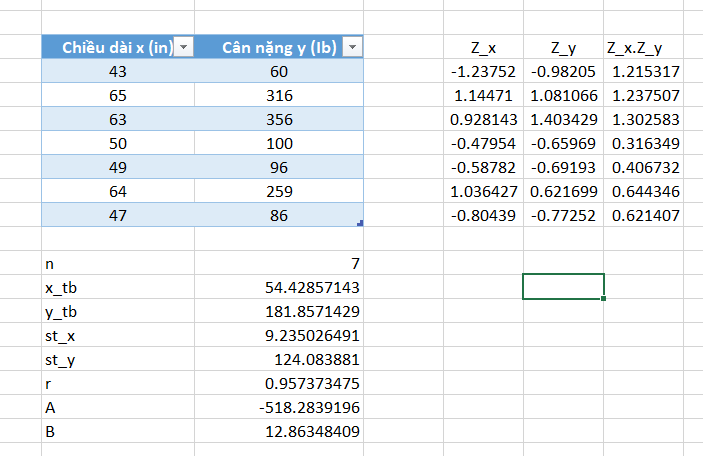 Chiều dài x (in) Cân nặng y (Ib) Z_x Z_y Z_x.Z_y
43 60 -1.23752 -0.98205 1.215317
65 316 1.14471 1.081066 1.237507
63 356 0.928143 1.403429 1.302583
50 100 -0.47954 -0.65969 0.316349
49 96 -0.58782 -0.69193 0.406732
64 259 1.036427 0.621699 0.644346
47 86 -0.80439 -0.77252 0.621407
n 7
x_tb 54.42857143
y_tb 181.8571429
st_x 9.235026491
st_y 124.083881
r 0.957373475
A -518.2839196
B 12.86348409